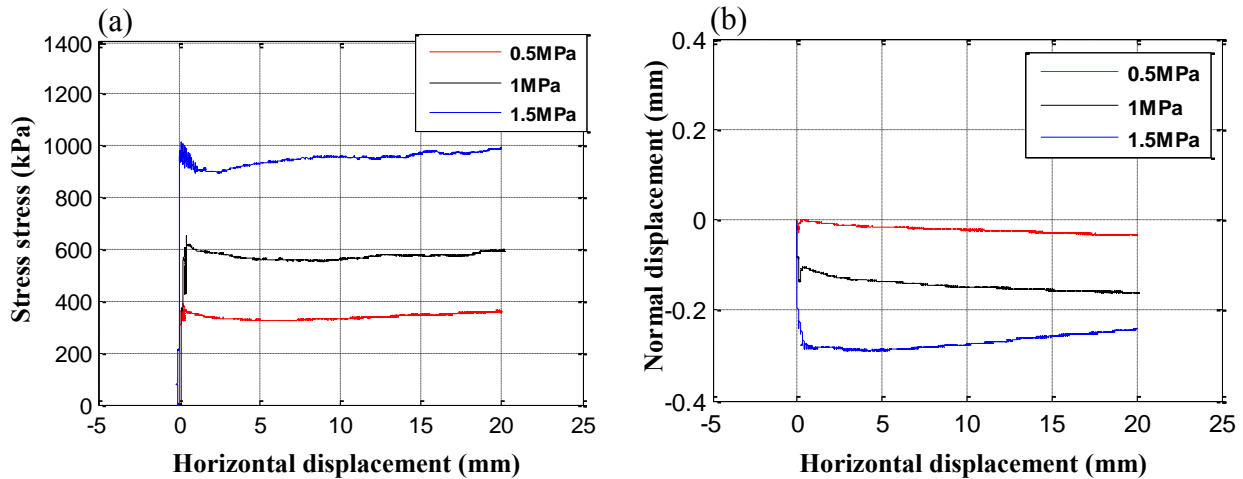 (a)
Stress stress (kPa)
1400
1200
1000
800
600
400
200
0
-5
0
5
10
15
20
25
Horizontal displacement (mm)
0.5MPa
1MPa
1.5MPa
(b)
Normal displacement (mm)
0.4
0.2
0
-0.2
-0.4
-5
0
5
10
15
20
25
Horizontal displacement (mm)
0.5MPa
1MPa
1.5MPa